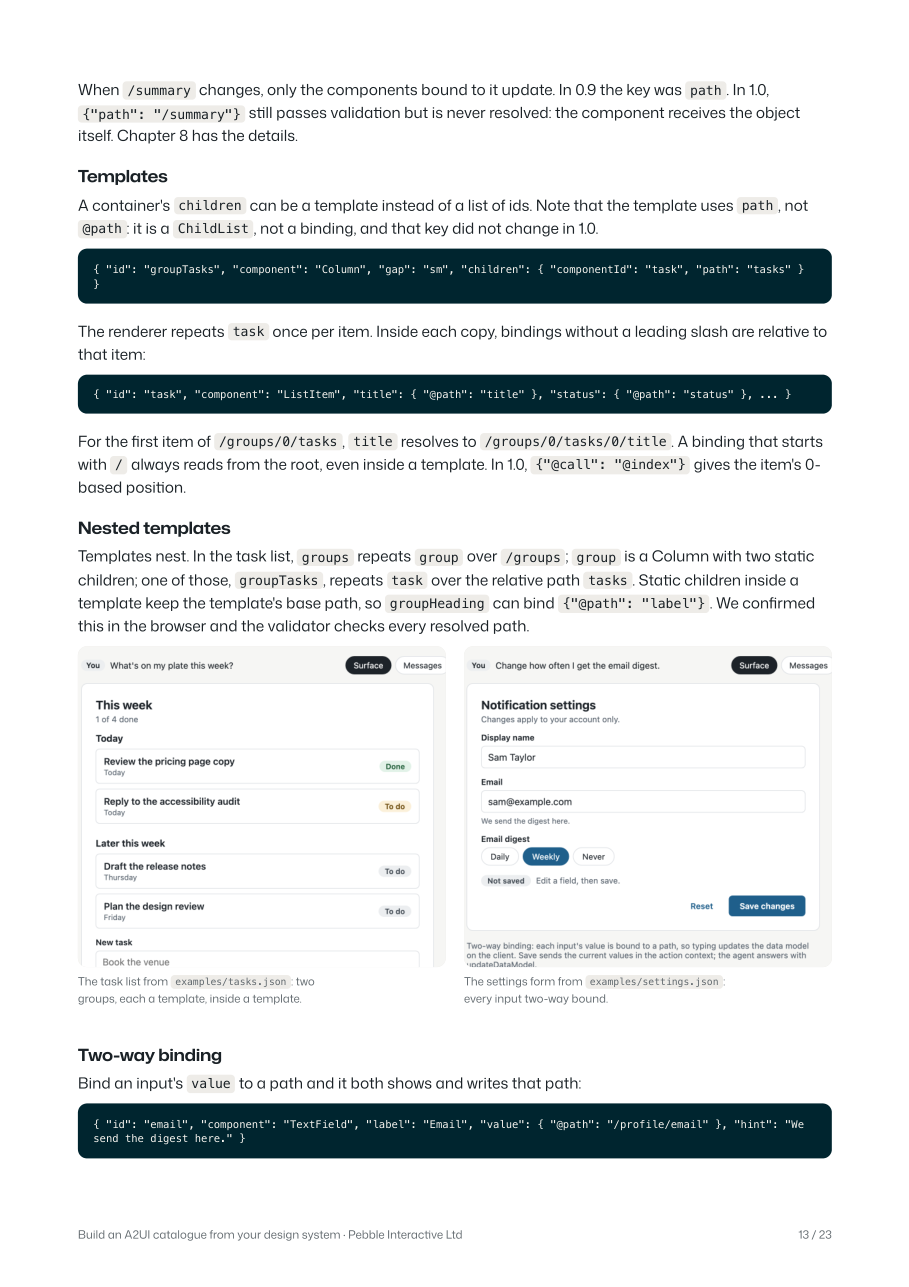 When /summary changes, only the components bound to it update. In 0.9 the key was path. In 1.0,
{"path": "/summary"} still passes validation but is never resolved: the component receives the object
itself. Chapter 8 has the details.
Templates
A container's children can be a template instead of a list of ids. Note that the template uses path, not
@path: it is a ChildList, not a binding, and that key did not change in 1.0.
{ "id": "groupTasks", "component": "Column", "gap": "sm", "children": { "componentId": "task", "path": "tasks" }
}
The renderer repeats task once per item. Inside each copy, bindings without a leading slash are relative to
that item:
{ "id": "task", "component": "ListItem", "title": { "@path": "title" }, "status": { "@path": "status" }, ... }
For the first item of /groups/0/tasks, title resolves to /groups/0/tasks/0/title. A binding that starts
with / always reads from the root, even inside a template. In 1.0, {"@call": "@index"} gives the item's 0-
based position.
Nested templates
Templates nest. In the task list, groups repeats group over /groups; group is a Column with two static
children; one of those, groupTasks, repeats task over the relative path tasks. Static children inside a
template keep the template's base path, so groupHeading can bind {"@path": "label"}. We confirmed
this in the browser and the validator checks every resolved path.
You What's on my plate this week? Surface Messages
This week
1 of 4 done
Today
Review the pricing page copy
Today
Done
Reply to the accessibility audit
Today
To do
Later this week
Draft the release notes
Thursday
To do
Plan the design review
Friday
To do
New task
Book the venue
The task list from examples/tasks.json: two
groups, each a template, inside a template.
You Change how often I get the email digest. Surface Messages
Notification settings
Changes apply to your account only.
Display name
Sam Taylor
Email
sam@example.com
We send the digest here.
Email digest
Daily Weekly Never
Not saved Edit a field, then save.
Reset Save changes
Two-way binding: each input's value is bound to a path, so typing updates the data model
on the client. Save sends the current values in the action context; the agent answers with
updateDataModel.
The settings form from examples/settings.json:
every input two-way bound.
Two-way binding
Bind an input's value to a path and it both shows and writes that path:
{ "id": "email", "component": "TextField", "label": "Email", "value": { "@path": "/profile/email" }, "hint": "We
send the digest here." }
Build an A2UI catalogue from your design system · Pebble Interactive Ltd
13 / 23